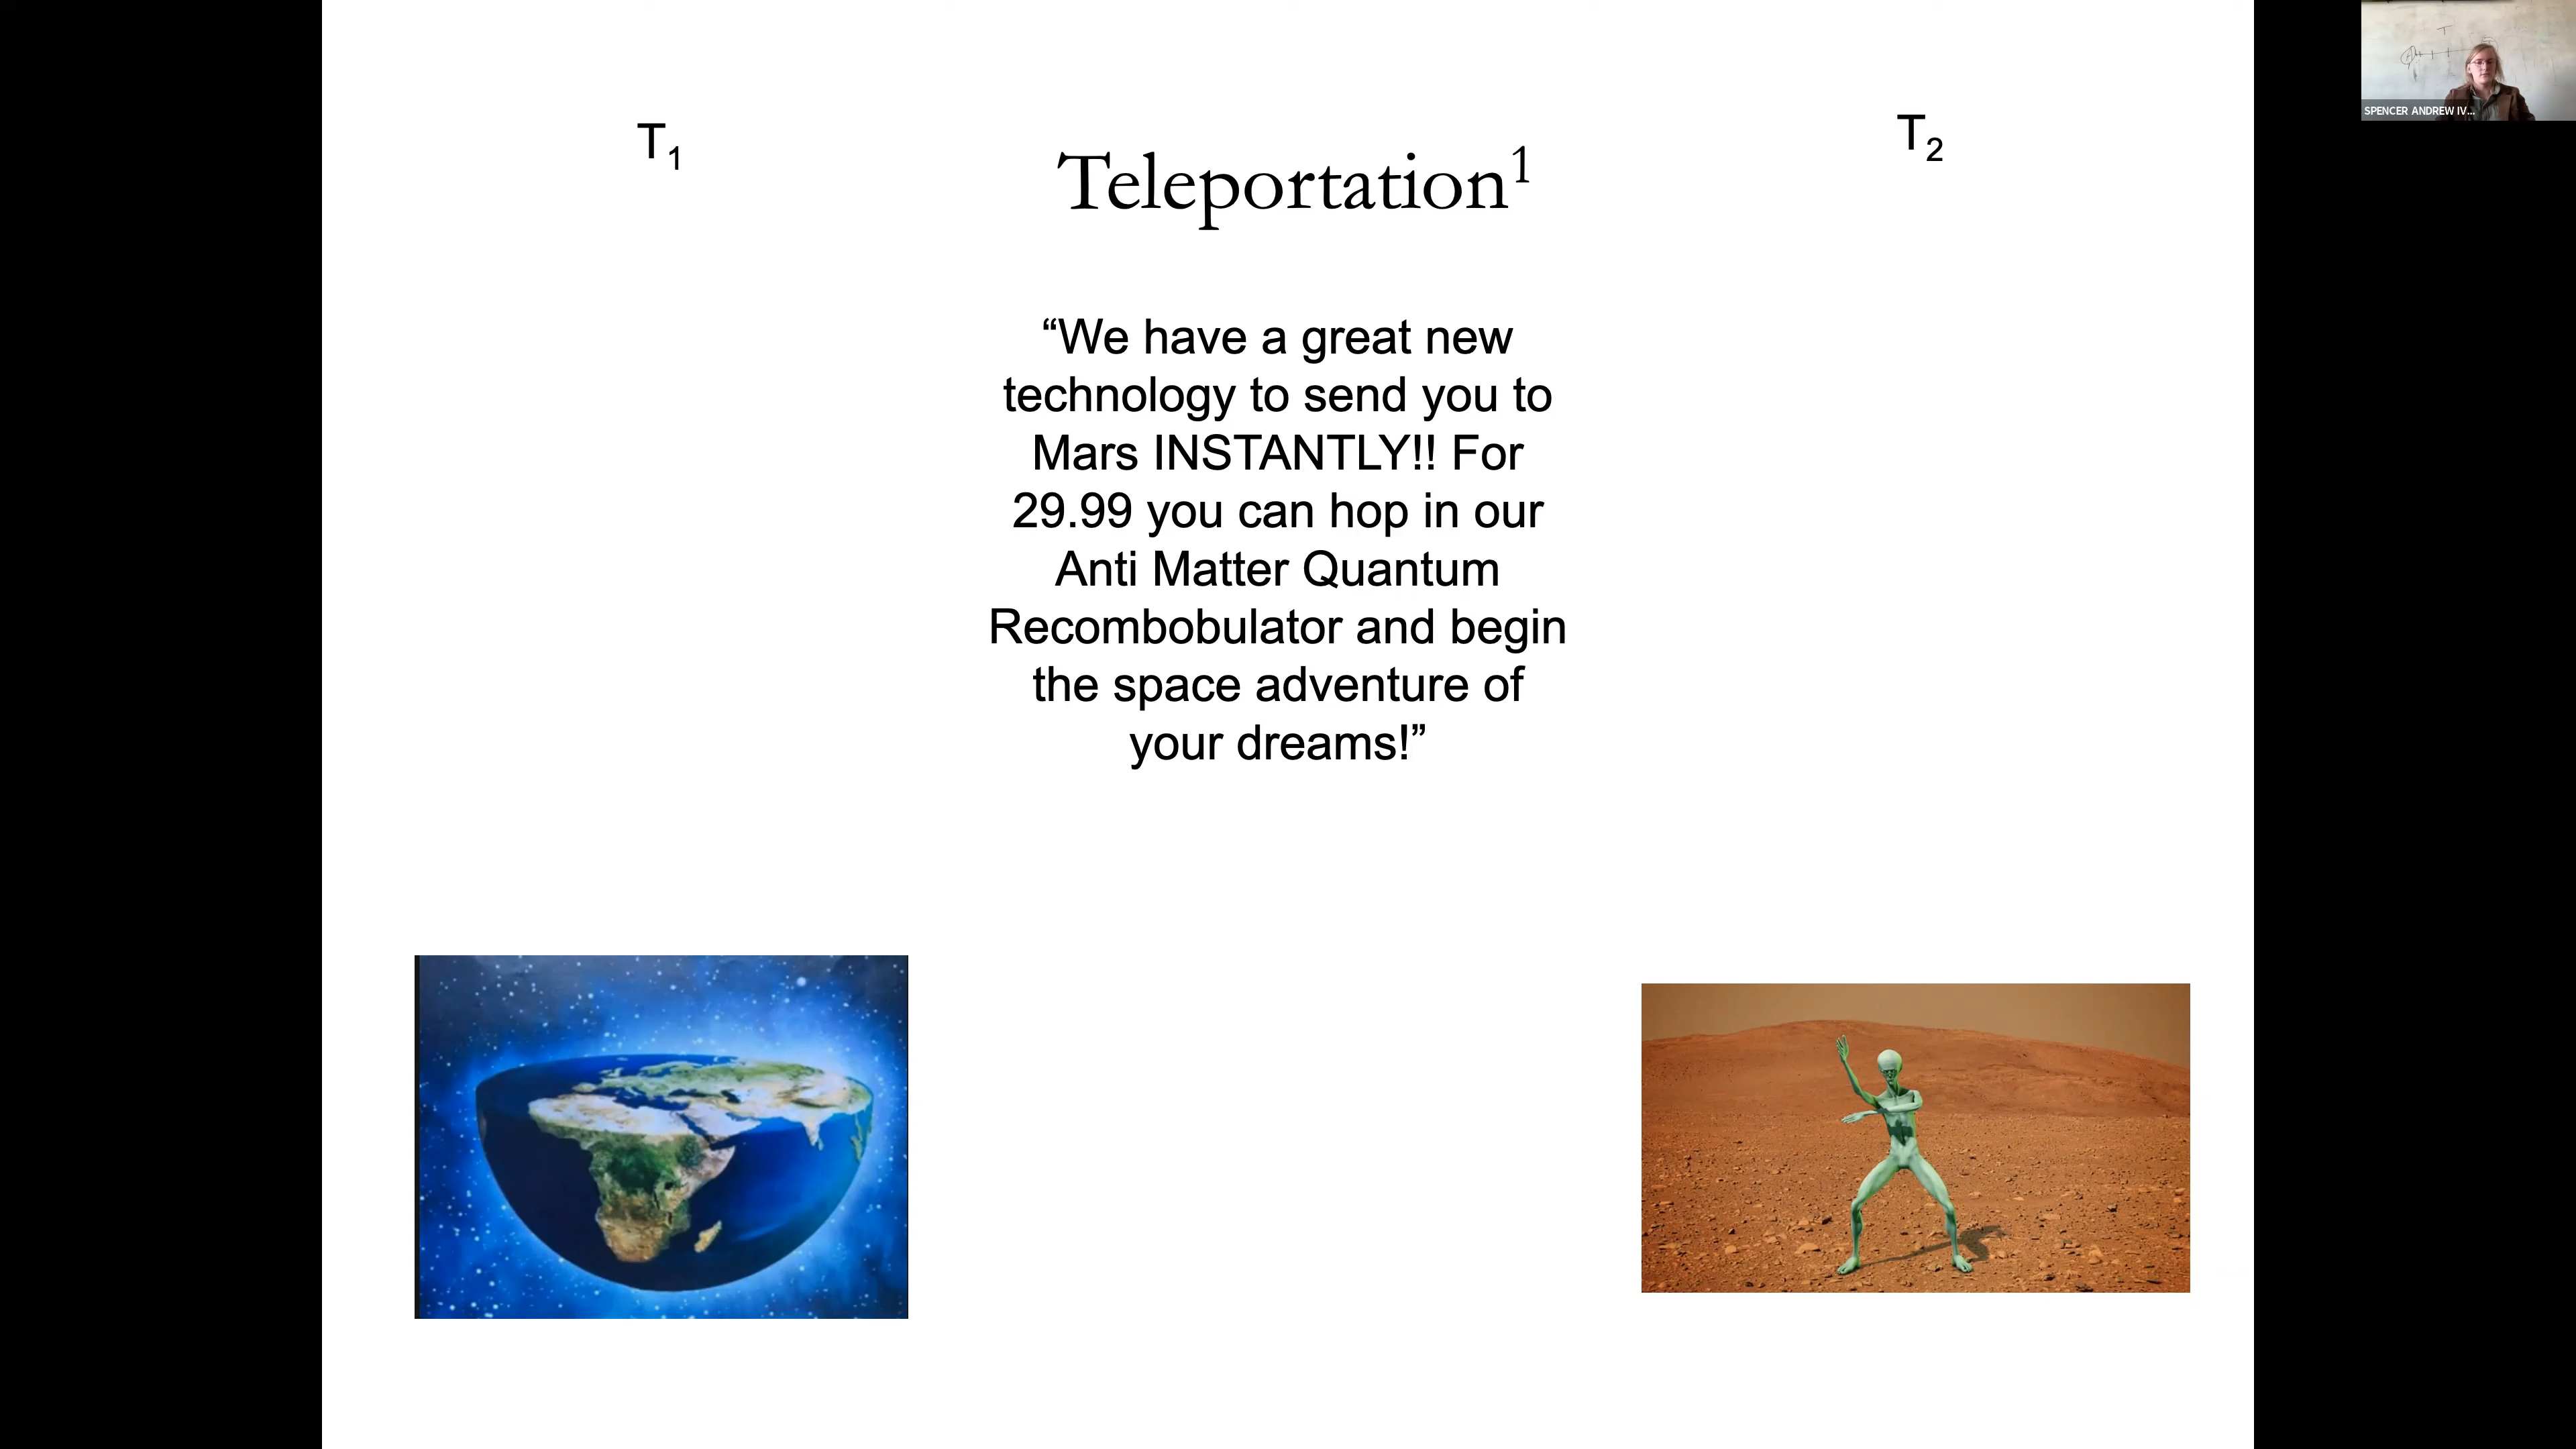 T1
Teleportation1
T2
“We have a great new
technology to send you to
Mars INSTANTLY!! For
29.99 you can hop in our
Anti Matter Quantum
Recombobulator and begin
the space adventure of
your dreams!”
SPENCER ANDREW IV...